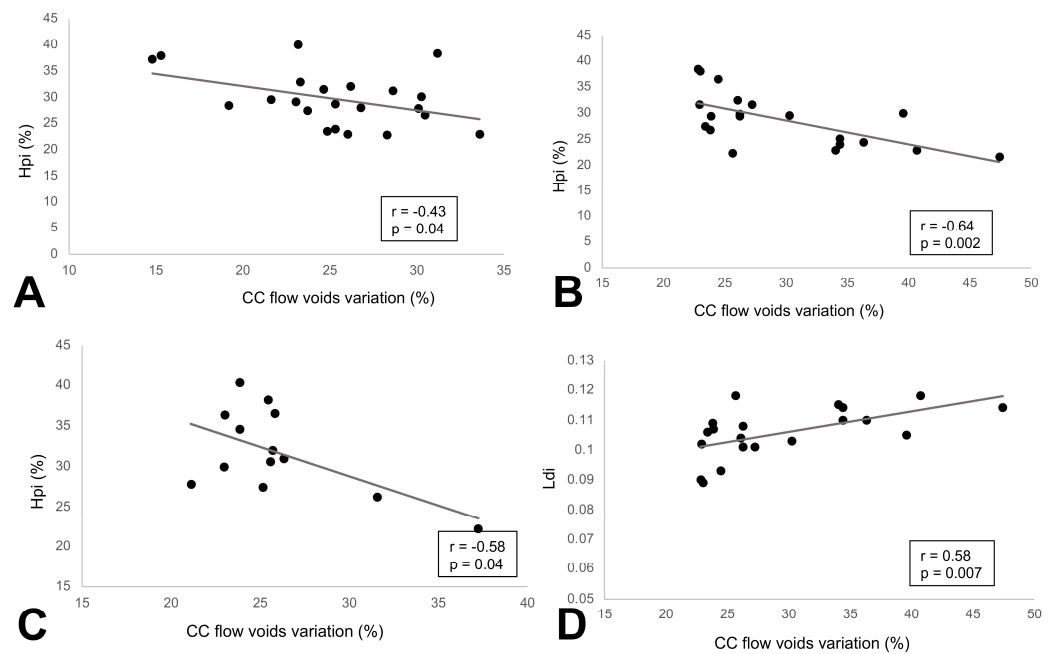 45
40
35
30
25
20
15
10
5
0
Hpi (%)
10 15 20 25 30 35
CC flow voids variation (%)
r = -0.43
p = 0.04
A
45
40
35
30
25
20
15
10
5
0
Hpi (%)
15 20 25 30 35 40 45 50
CC flow voids variation (%)
r = -0.64
p = 0.002
B
45
40
35
30
25
20
15
Hpi (%)
15 20 25 30 35 40
CC flow voids variation (%)
r = -0.58
p = 0.04
C
0.13
0.12
0.11
0.1
0.09
0.08
0.07
0.06
0.05
Ldi
15 20 25 30 35 40 45 50
CC flow voids variation (%)
r = 0.58
p = 0.007
D